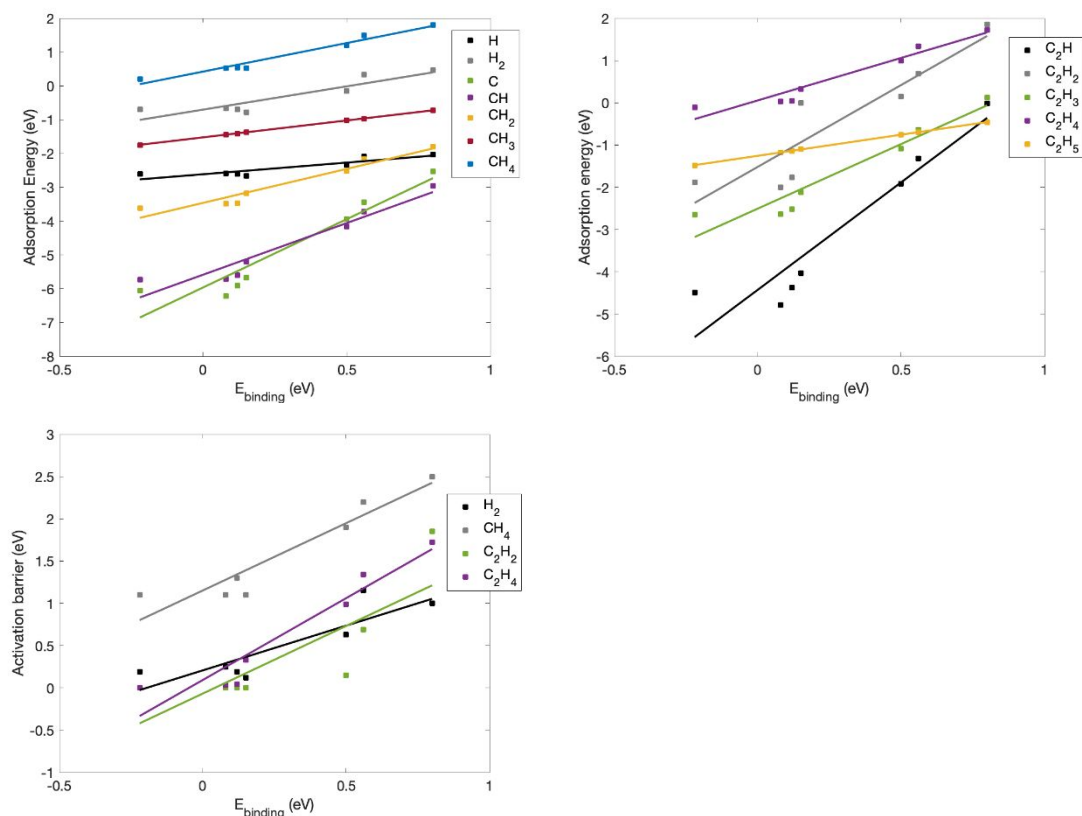 2
1
0
-1
-2
-3
-4
-5
-6
-7
-8
Adsorption Energy (eV)
-0.5
0
0.5
1
E_binding (eV)
H
H₂
C
CH
CH₂
CH₃
CH₄
2
1
0
-1
-2
-3
-4
-5
-6
Adsorption energy (eV)
-0.5
0
0.5
1
E_binding (eV)
C₂H
C₂H₂
C₂H₃
C₂H₄
C₂H₅
3
2.5
2
1.5
1
0.5
0
-0.5
-1
Activation barrier (eV)
-0.5
0
0.5
1
E_binding (eV)
H₂
CH₄
C₂H₂
C₂H₄